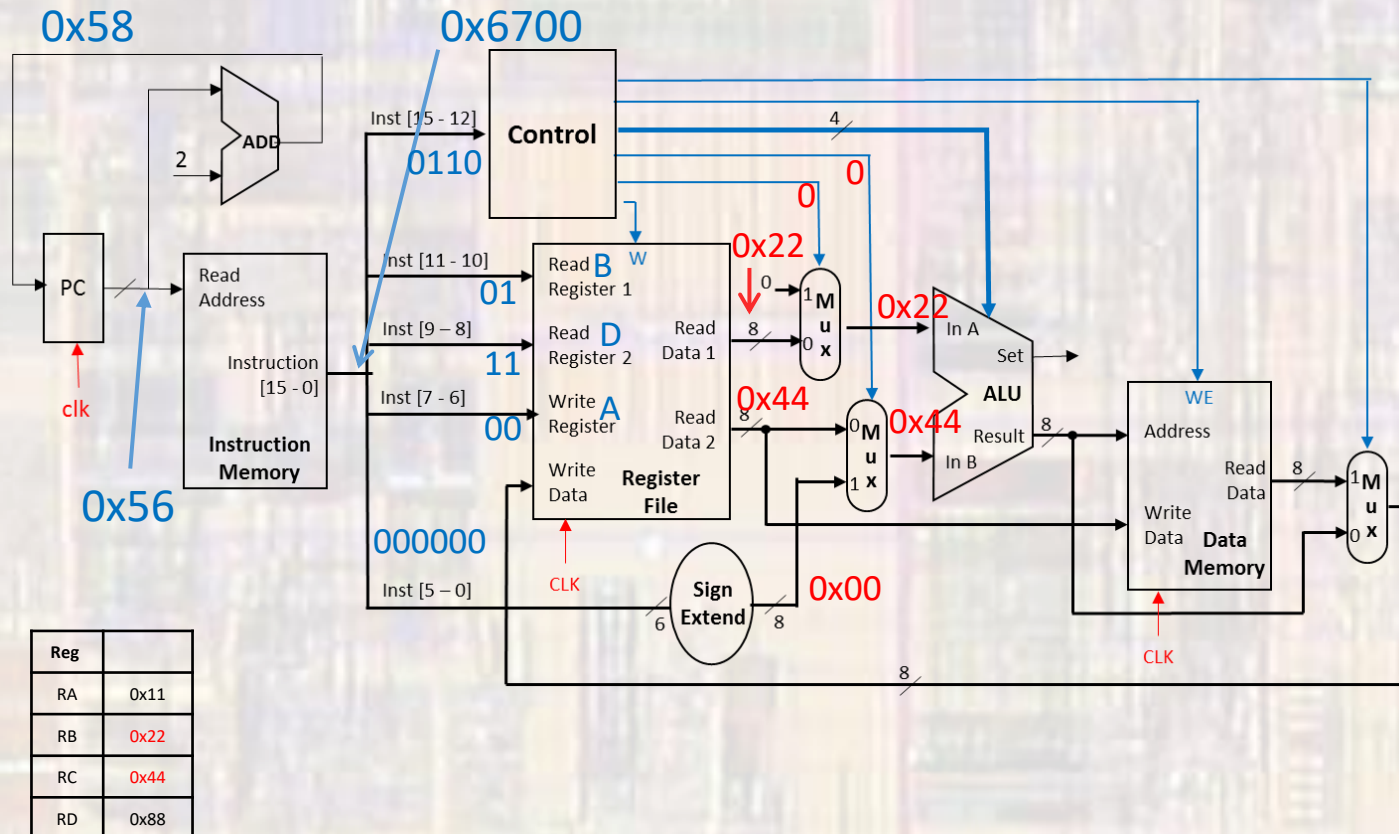 0x58
0x6700
ADD
2
PC
clk
0x56
Read
Address
Instruction
[15 - 0]
Instruction
Memory
Inst [15 - 12]
0110
Control
4
0
0
Inst [11 - 10]
01
Inst [9 – 8]
11
Inst [7 - 6]
00
000000
Inst [5 – 0]
W
Read B
Register 1
Read D
Register 2
Write A
Register
Write
Data
Read
Data 1
Read
Data 2
Register
File
CLK
0x22
8
0
1
M
u
x
0
0x44
8
0
M
u
x
1
0x22
0x44
In A
Set
ALU
Result
In B
8
6
Sign
Extend
8
0x00
WE
Address
Read
Data
Write
Data
Data
Memory
CLK
8
1
M
u
x
0
8
Reg
RA 0x11
RB 0x22
RC 0x44
RD 0x88